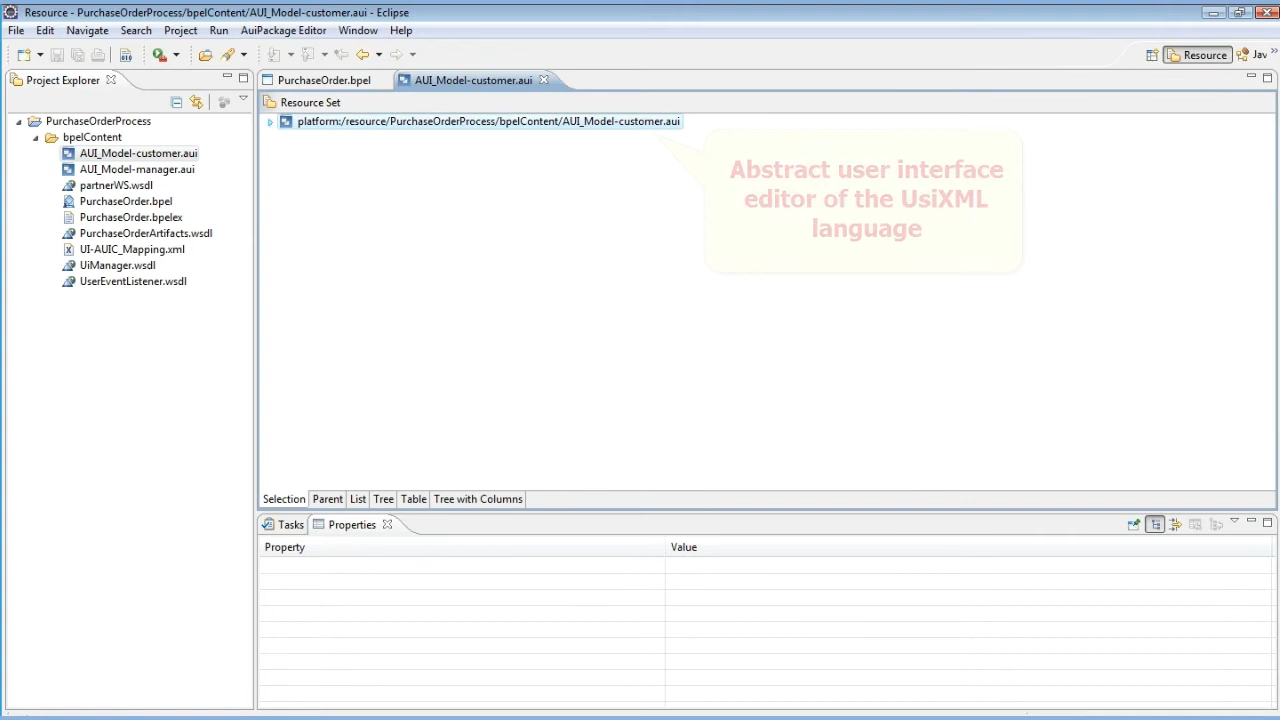 Resource - PurchaseOrderProcess/bpelContent/AUI_Model-customer.aui - Eclipse
File Edit Navigate Search Project Run AuiPackage Editor Window Help
Resource Jav
Project Explorer
PurchaseOrder.bpel AUI_Model-customer.aui
Resource Set
PurchaseOrderProcess
bpelContent
AUI_Model-customer.aui
AUI_Model-manager.aui
partnerWS.wsdl
PurchaseOrder.bpel
PurchaseOrder.bpelex
PurchaseOrderArtifacts.wsdl
UI-AUIC_Mapping.xml
UiManager.wsdl
UserEventListener.wsdl
platform:/resource/PurchaseOrderProcess/bpelContent/AUI_Model-customer.aui
Abstract user interface
editor of the UsiXML
language
Selection Parent List Tree Table Tree with Columns
Tasks Properties
Property Value